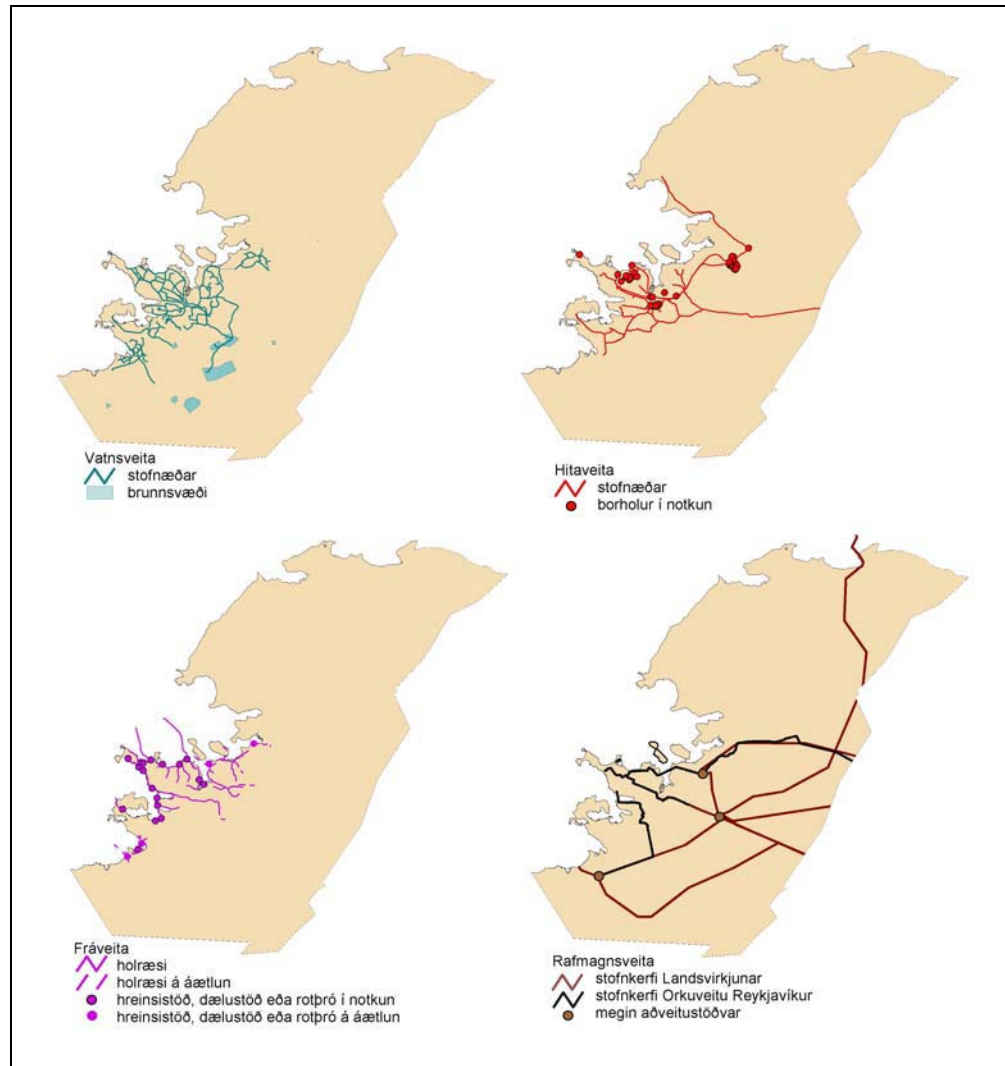 Vatnsveita
stofnæðar
brunnsvæði
Hitaveita
stofnæðar
borholur í notkun
Fráveita
holræsi
holræsi á áætlun
hreinsistöð, dælustöð eða rotþró í notkun
hreinsistöð, dælustöð eða rotþró á áætlun
Rafmagnsveita
stofnkerfi Landsvirkjunar
stofnkerfi Orkuveitu Reykjavíkur
megin aðveitustöðvar